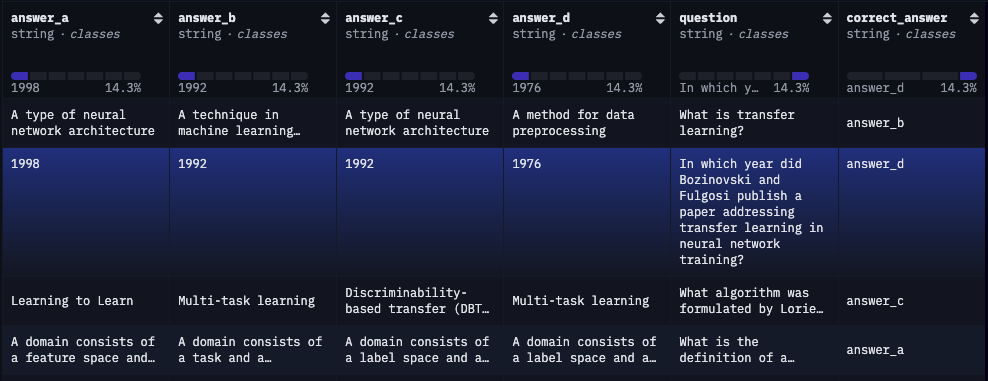 answer_a answer_b answer_c answer_d question correct_answer
string · classes string · classes string · classes string · classes string · classes string · classes
1998 14.3% 1992 14.3% 1992 14.3% 1976 14.3% In which y… 14.3% answer_d 14.3%
A type of neural
network architecture
A technique in
machine learning…
A type of neural
network architecture
A method for data
preprocessing
What is transfer
learning?
answer_b
1998
1992
1992
1976
In which year did
Bozinovski and
Fulgosi publish a
paper addressing
transfer learning in
neural network
training?
answer_d
Learning to Learn
Multi-task learning
Discriminability-
based transfer (DBT…
Multi-task learning
What algorithm was
formulated by Lorie…
answer_c
A domain consists of
a feature space and…
A domain consists of
a task and a…
A domain consists of
a label space and a…
A domain consists of
a label space and a…
What is the
definition of a…
answer_a